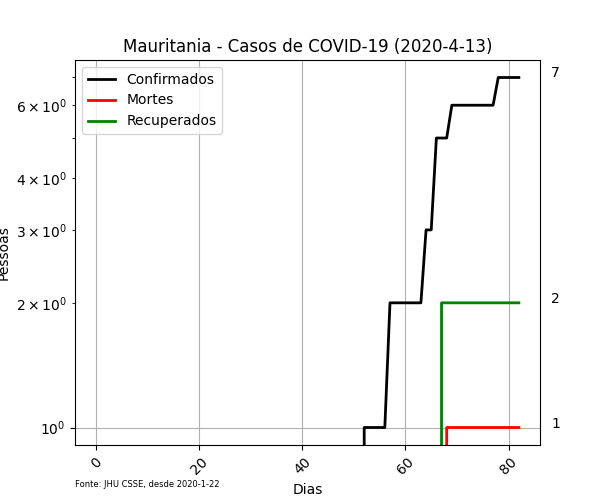 Mauritania - Casos de COVID-19 (2020-4-13)
Confirmados
Mortes
Recuperados
Pessoas
6 × 10⁰
4 × 10⁰
3 × 10⁰
2 × 10⁰
10⁰
7
2
1
0 20 40 60 80
Dias
Fonte: JHU CSSE, desde 2020-1-22